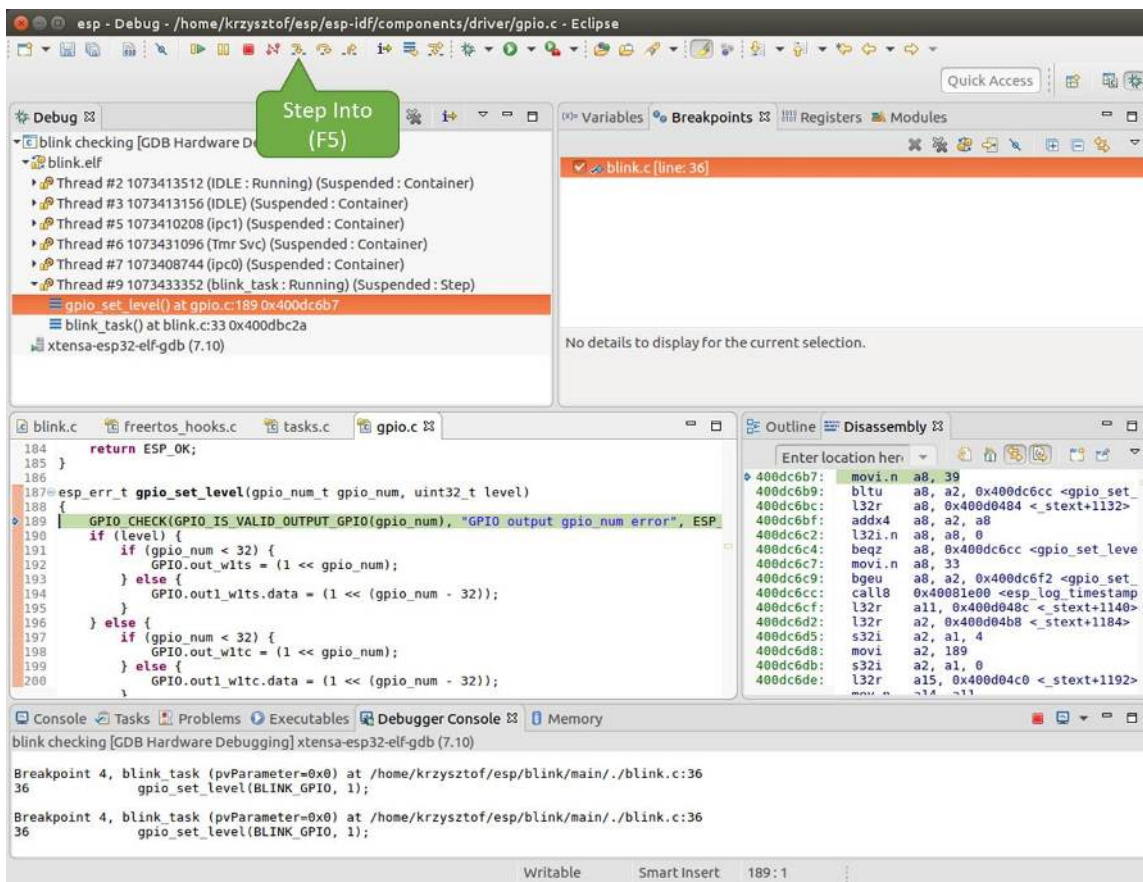 esp - Debug - /home/krzysztof/esp/esp-idf/components/driver/gpio.c - Eclipse
Quick Access
Step Into
(F5)
Debug
blink checking [GDB Hardware D
blink.elf
Thread #2 1073413512 (IDLE : Running) (Suspended : Container)
Thread #3 1073413156 (IDLE) (Suspended : Container)
Thread #5 1073410208 (ipc1) (Suspended : Container)
Thread #6 1073431096 (Tmr Svc) (Suspended : Container)
Thread #7 1073408744 (ipc0) (Suspended : Container)
Thread #9 1073433352 (blink_task : Running) (Suspended : Step)
gpio_set_level() at gpio.c:189 0x400dc6b7
blink_task() at blink.c:33 0x400dbc2a
xtensa-esp32-elf-gdb (7.10)
(x)= Variables Breakpoints Registers Modules
blink.c [line: 36]
No details to display for the current selection.
blink.c freertos_hooks.c tasks.c gpio.c
184 return ESP_OK;
185 }
186
187 esp_err_t gpio_set_level(gpio_num_t gpio_num, uint32_t level)
188 {
189 GPIO_CHECK(GPIO_IS_VALID_OUTPUT_GPIO(gpio_num), "GPIO output gpio_num error", ESP_
190 if (level) {
191 if (gpio_num < 32) {
192 GPIO.out_w1ts = (1 << gpio_num);
193 } else {
194 GPIO.out1_w1ts.data = (1 << (gpio_num - 32));
195 }
196 } else {
197 if (gpio_num < 32) {
198 GPIO.out_w1tc = (1 << gpio_num);
199 } else {
200 GPIO.out1_w1tc.data = (1 << (gpio_num - 32));
}
Outline Disassembly
Enter location her
400dc6b7: movi.n a8, 39
400dc6b9: bltu a8, a2, 0x400dc6cc <gpio_set_
400dc6bc: l32r a8, 0x400d0484 <_stext+1132>
400dc6bf: addx4 a8, a2, a8
400dc6c2: l32i.n a8, a8, 0
400dc6c4: beqz a8, 0x400dc6cc <gpio_set_leve
400dc6c7: movi.n a8, 33
400dc6c9: bgeu a8, a2, 0x400dc6f2 <gpio_set_
400dc6cc: call8 0x40081e00 <esp_log_timestamp
400dc6cf: l32r a11, 0x400d048c <_stext+1140>
400dc6d2: l32r a2, 0x400d04b8 <_stext+1184>
400dc6d5: s32i a2, a1, 4
400dc6d8: movi a2, 189
400dc6db: s32i a2, a1, 0
400dc6de: l32r a15, 0x400d04c0 <_stext+1192>
mov.n a14, a11
Console Tasks Problems Executables Debugger Console Memory
blink checking [GDB Hardware Debugging] xtensa-esp32-elf-gdb (7.10)
Breakpoint 4, blink_task (pvParameter=0x0) at /home/krzysztof/esp/blink/main/./blink.c:36
36 gpio_set_level(BLINK_GPIO, 1);
Breakpoint 4, blink_task (pvParameter=0x0) at /home/krzysztof/esp/blink/main/./blink.c:36
36 gpio_set_level(BLINK_GPIO, 1);
Writable Smart Insert 189 : 1